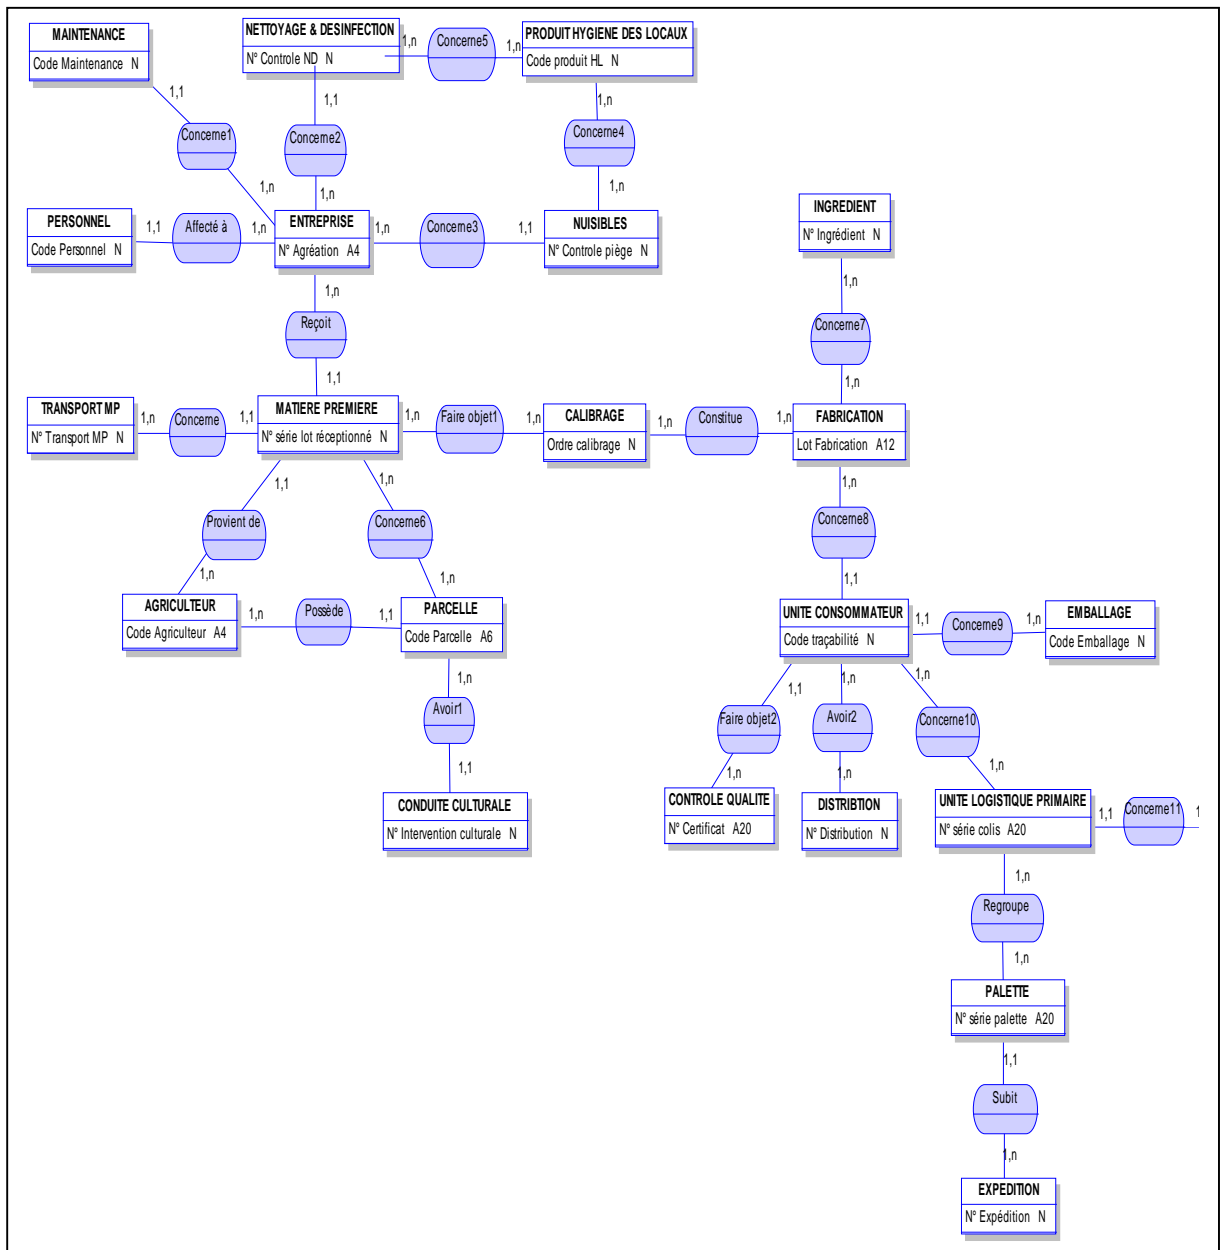 MAINTENANCE
Code Maintenance N
NETTOYAGE & DESINFECTION
N° Controle ND N
1,n
Concerne5
1,n
PRODUIT HYGIENE DES LOCAUX
Code produit HL N
1,1
1,1
1,n
Concerne1
Concerne2
Concerne4
1,n
1,n
1,n
PERSONNEL
Code Personnel N
1,1
Affecté à
1,n
ENTREPRISE
N° Agréation A4
1,n
Concerne3
1,1
NUISIBLES
N° Controle piège N
INGREDIENT
N° Ingrédient N
1,n
1,n
Reçoit
Concerne7
1,1
1,n
TRANSPORT MP
N° Transport MP N
1,n
Concerne
1,1
MATIERE PREMIERE
N° série lot réceptionné N
1,n
Faire objet1
1,n
CALIBRAGE
Ordre calibrage N
1,n
Constitue
1,n
FABRICATION
Lot Fabrication A12
1,1
1,n
1,n
Provient de
Concerne6
Concerne8
1,n
1,n
1,1
AGRICULTEUR
Code Agriculteur A4
1,n
Possède
1,1
PARCELLE
Code Parcelle A6
UNITE CONSOMMATEUR
Code traçabilité N
1,1
Concerne9
1,n
EMBALLAGE
Code Emballage N
1,n
1,1
1,n
1,n
Avoir1
Faire objet2
Avoir2
Concerne10
1,1
1,n
1,n
1,n
CONDUITE CULTURALE
N° Intervention culturale N
CONTROLE QUALITE
N° Certificat A20
DISTRIBTION
N° Distribution N
UNITE LOGISTIQUE PRIMAIRE
N° série colis A20
1,1
Concerne11
1
1,n
Regroupe
1,n
PALETTE
N° série palette A20
1,1
Subit
1,n
EXPEDITION
N° Expédition N